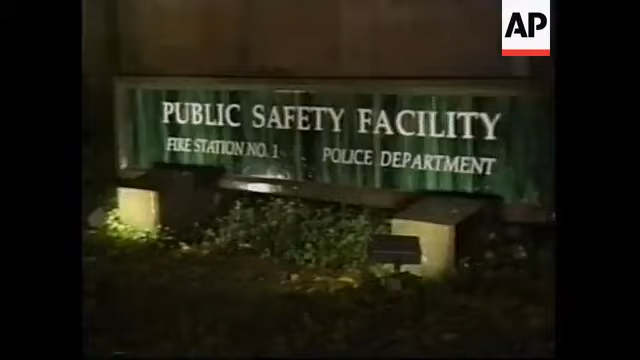 AP
PUBLIC SAFETY FACILITY
FIRE STATION NO. 1 POLICE DEPARTMENT